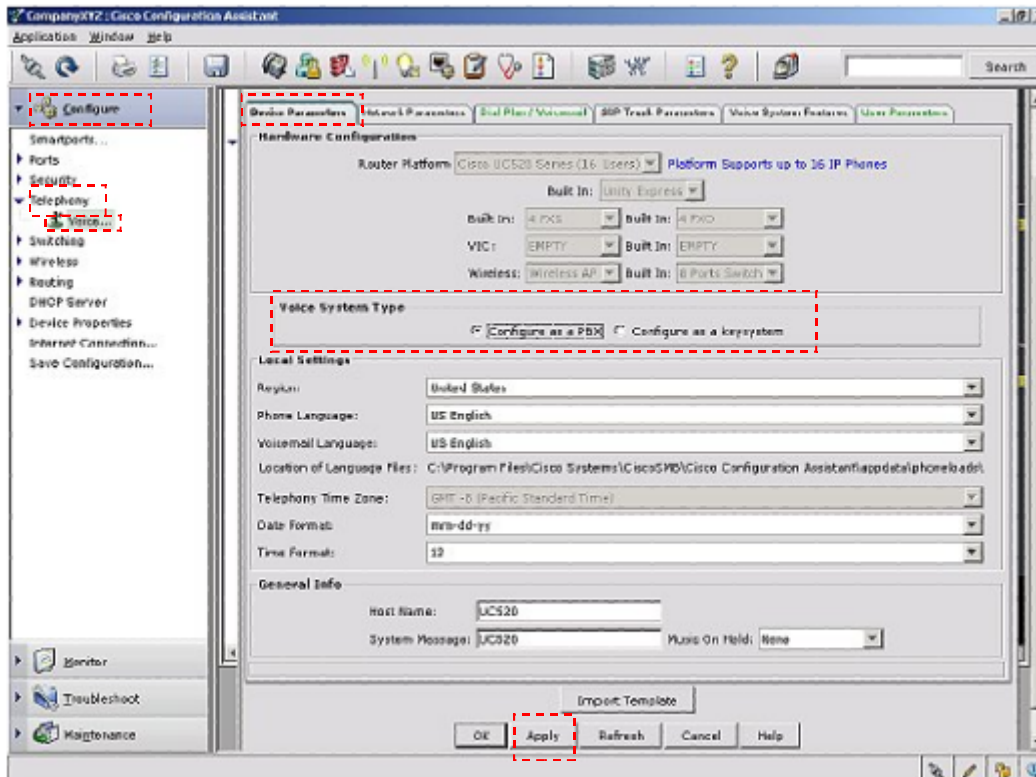 CompanyXYZ : Cisco Configuration Assistant
Application Window Help
Search
Configure
Smartports...
Ports
Security
Telephony
Voice...
Switching
Wireless
Routing
DHCP Server
Device Properties
Internet Connection...
Save Configuration...
Monitor
Troubleshoot
Maintenance
Device Parameters Network Parameters Dial Plan / Voicemail SIP Trunk Parameters Voice System Features User Parameters
Hardware Configuration
Router Platform Cisco UC520 Series (16 Users) Platform Supports up to 16 IP Phones
Built In: Unity Express
Built In: 4 FXS Built In: 4 FXO
VIC: EMPTY Built In: EMPTY
Wireless: Wireless AP Built In: 8 Ports Switch
Voice System Type
Configure as a PBX Configure as a keysystem
Local Settings
Region: United States
Phone Language: US English
Voicemail Language: US English
Location of Language Files: C:\Program Files\Cisco Systems\CiscoSMB\Cisco Configuration Assistant\appdata\phoneloads\.
Telephony Time Zone: GMT -8 (Pacific Standard Time)
Date Format: mm-dd-yy
Time Format: 12
General Info
Host Name: UC520
System Message: UC520 Music On Hold: None
Import Template
OK Apply Refresh Cancel Help